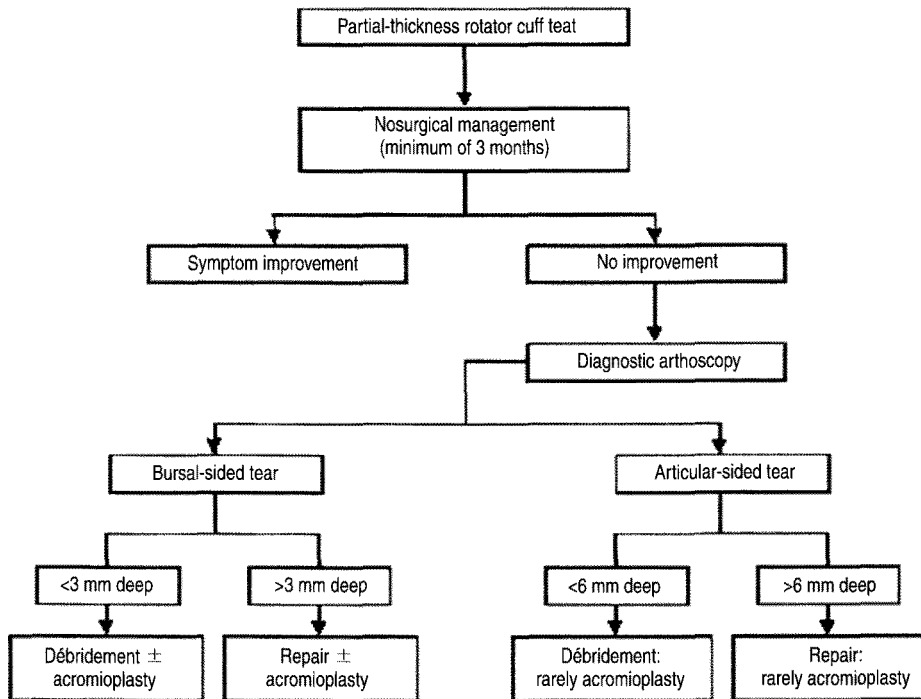 Partial-thickness rotator cuff teat
Nosurgical management
(minimum of 3 months)
Symptom improvement
No improvement
Diagnostic arthoscopy
Bursal-sided tear
Articular-sided tear
<3 mm deep
>3 mm deep
<6 mm deep
>6 mm deep
Débridement ±
acromioplasty
Repair ±
acromioplasty
Débridement:
rarely acromioplasty
Repair:
rarely acromioplasty